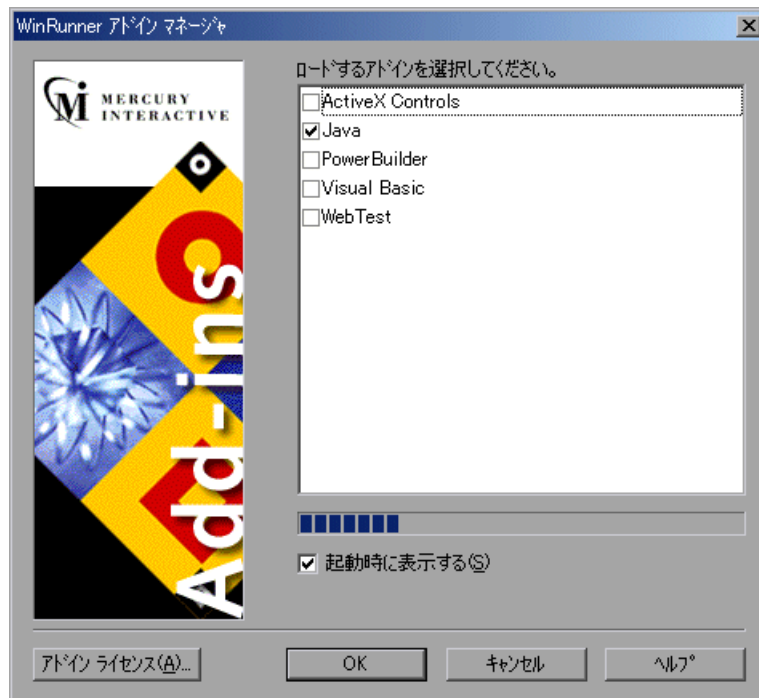 WinRunner ｱﾄﾞｲﾝ ﾏﾈｰｼﾞｬ
MERCURY
INTERACTIVE
Add-ins
ﾛｰﾄﾞするｱﾄﾞｲﾝを選択してください。
ActiveX Controls
Java
PowerBuilder
Visual Basic
WebTest
起動時に表示する(S)
ｱﾄﾞｲﾝ ﾗｲｾﾝｽ(A)...
OK
ｷｬﾝｾﾙ
ﾍﾙﾌﾟ